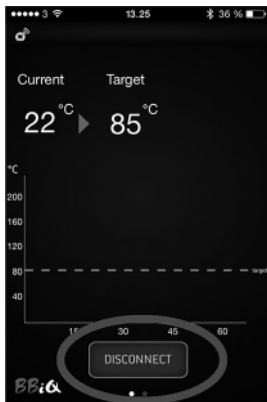 3 13.25 36 %
Current Target
22 °C 85 °C
°C
200
160
120
80 target
40
15 30 45 60
DISCONNECT
BBiQ